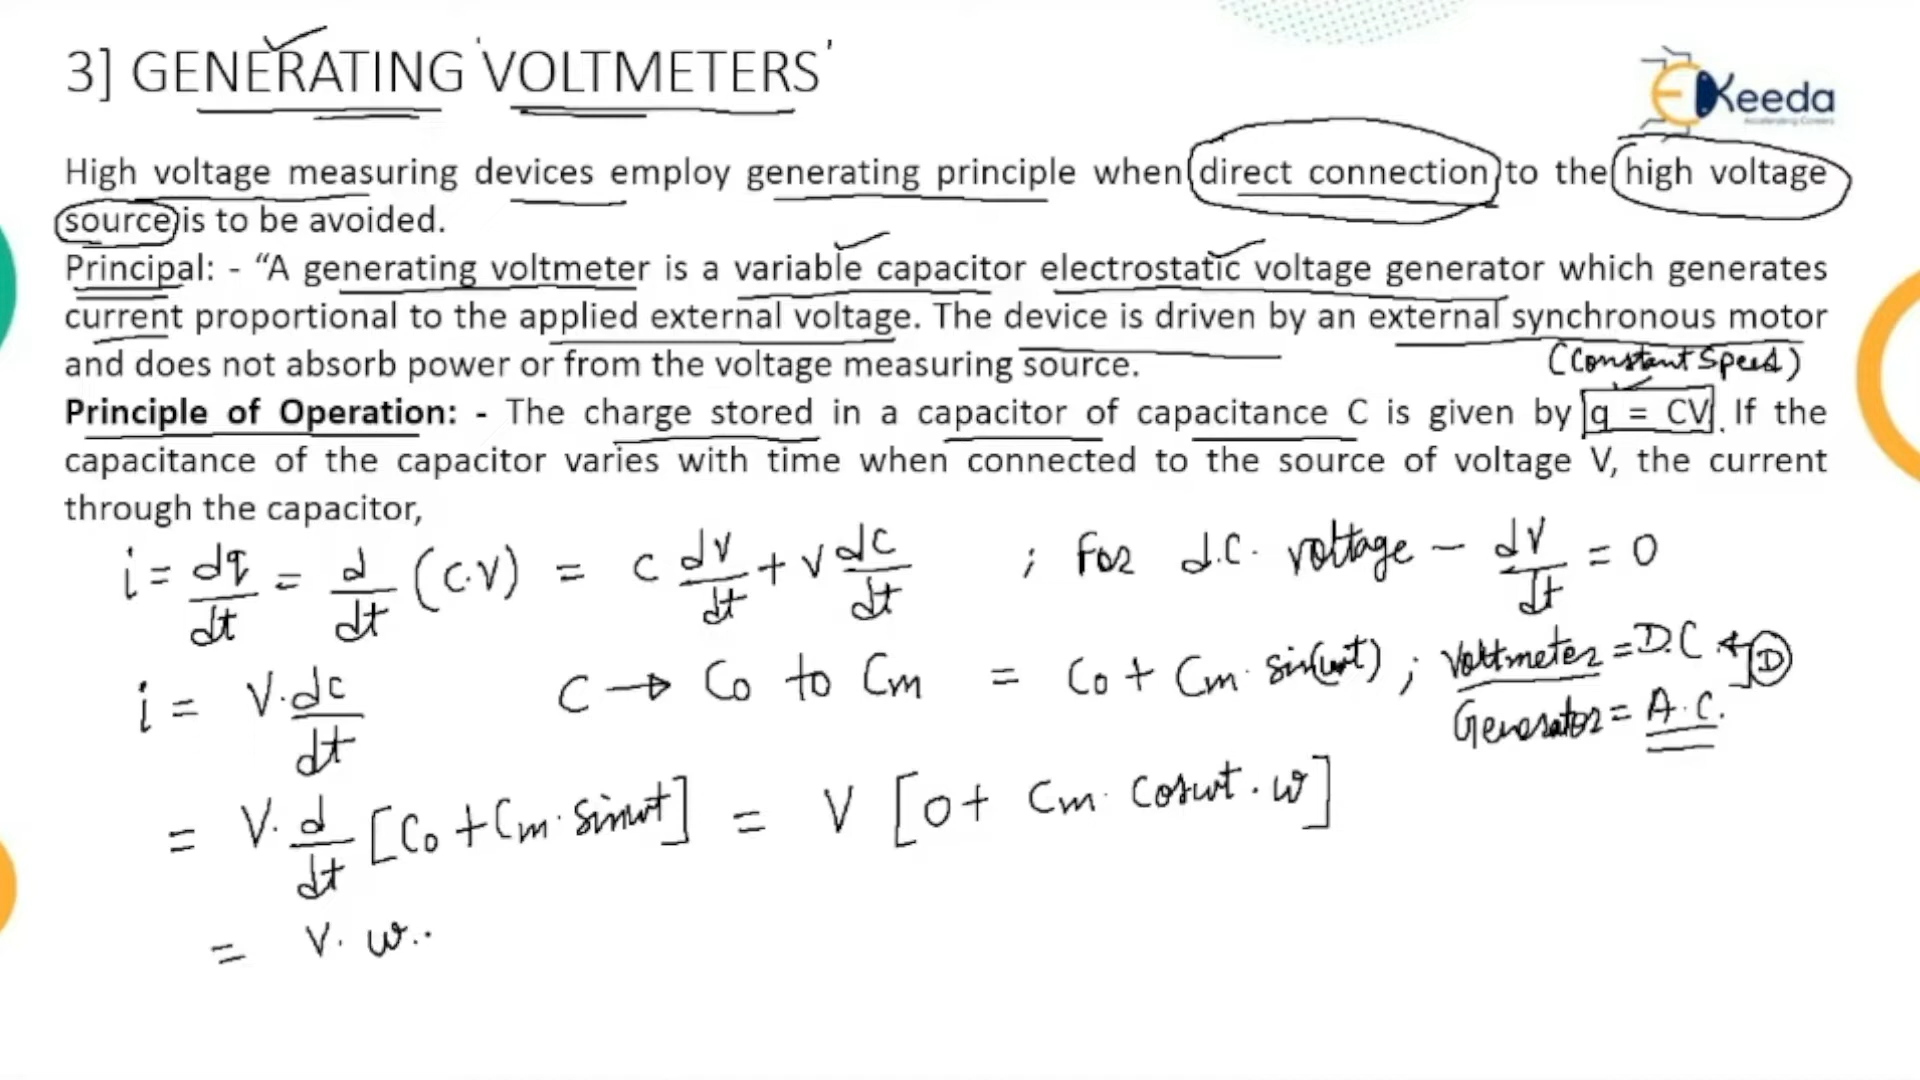 3] GENERATING 'VOLTMETERS'
EKeeda
High voltage measuring devices employ generating principle when direct connection to the high voltage
source is to be avoided.
Principal: - “A generating voltmeter is a variable capacitor electrostatic voltage generator which generates
current proportional to the applied external voltage. The device is driven by an external synchronous motor
and does not absorb power or from the voltage measuring source.
(Constant Speed)
Principle of Operation: - The charge stored in a capacitor of capacitance C is given by q = CV. If the
capacitance of the capacitor varies with time when connected to the source of voltage V, the current
through the capacitor,
i = dq/dt = d/dt (C.V) = C dV/dt + V dC/dt ; For d.c. voltage - dV/dt = 0
i = V. dc/dt C → Co to Cm = Co + Cm. sin(ωt) ; Voltmeter = D.C. D
Generator = A.C.
= V. d/dt [Co + Cm. sinωt] = V [0 + Cm. cosωt . ω]
= V. ω..